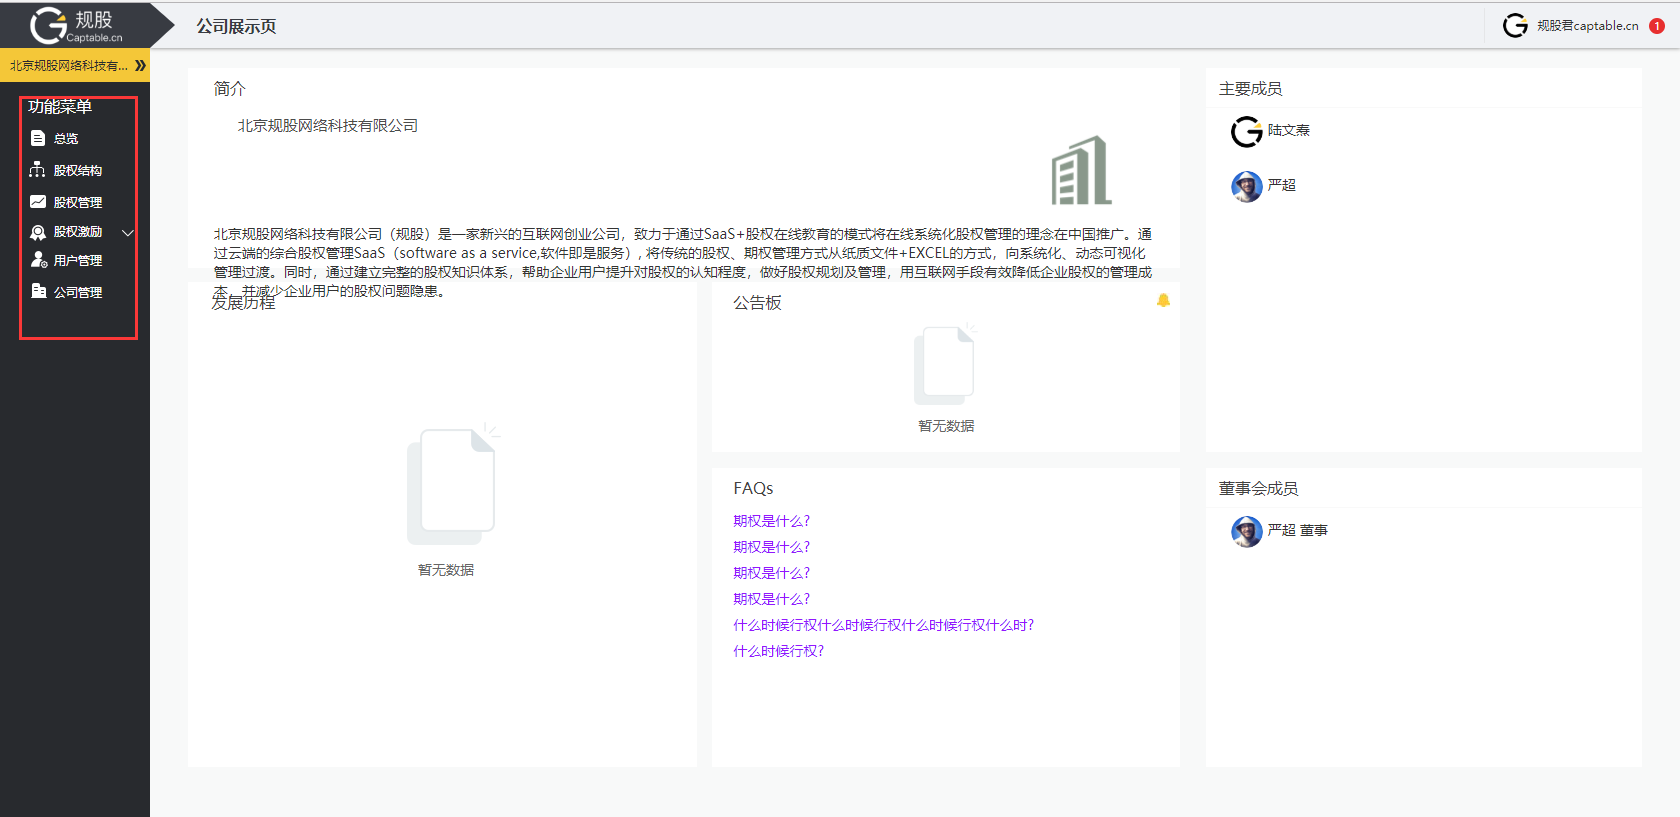 规股
Captable.cn
公司展示页
规股君captable.cn
1
北京规股网络科技有...
功能菜单
总览
股权结构
股权管理
股权激励
用户管理
公司管理
简介
北京规股网络科技有限公司
北京规股网络科技有限公司（规股）是一家新兴的互联网创业公司，致力于通过SaaS+股权在线教育的模式将在线系统化股权管理的理念在中国推广。通
过云端的综合股权管理SaaS（software as a service,软件即是服务）, 将传统的股权、期权管理方式从纸质文件+EXCEL的方式，向系统化、动态可视化
管理过渡。同时，通过建立完整的股权知识体系，帮助企业用户提升对股权的认知程度，做好股权规划及管理，用互联网手段有效降低企业股权的管理成
本，并减少企业用户的股权问题隐患。
发展历程
暂无数据
公告板
暂无数据
FAQs
期权是什么?
期权是什么?
期权是什么?
期权是什么?
什么时候行权什么时候行权什么时候行权什么时?
什么时候行权?
主要成员
陆文焘
严超
董事会成员
严超 董事